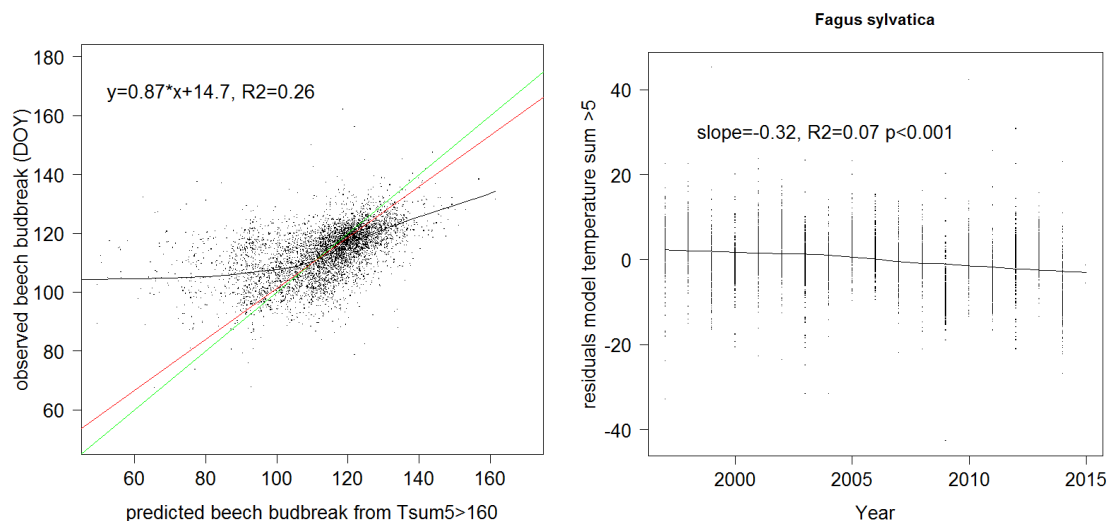 180
160
140
120
100
80
60
observed beech budbreak (DOY)
y=0.87*x+14.7, R2=0.26
60 80 100 120 140 160
predicted beech budbreak from Tsum5>160
Fagus sylvatica
40
20
0
-20
-40
residuals model temperature sum >5
slope=-0.32, R2=0.07 p<0.001
2000 2005 2010 2015
Year